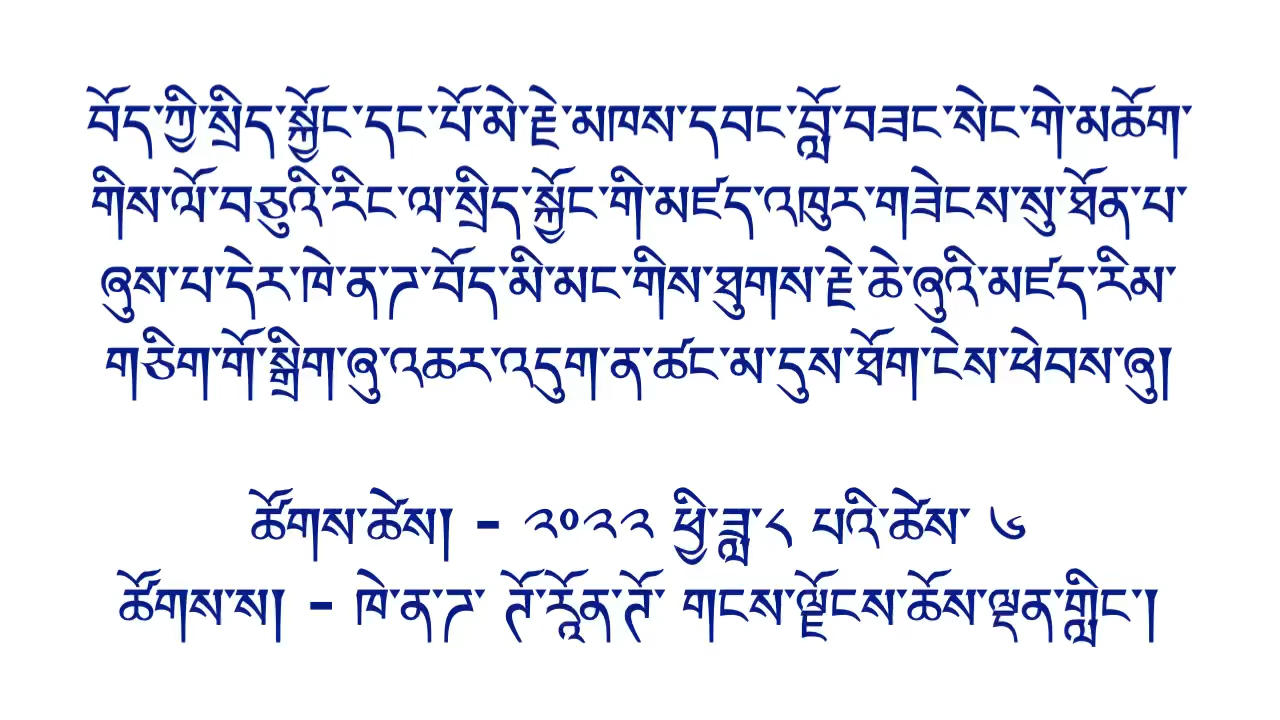 བོད་ཀྱི་སྲིད་སྐྱོང་དང་པོ་མེ་རྗེ་མཁས་དབང་བློ་བཟང་སེང་གེ་མཆོག་
གིས་ལོ་བཅུའི་རིང་ལ་སྲིད་སྐྱོང་གི་མཛད་འཁུར་གཟེངས་སུ་ཐོན་པ་
ཞུས་པ་དེར་ཁེ་ན་ཌ་བོད་མི་མང་གིས་ཐུགས་རྗེ་ཆེ་ཞུའི་མཛད་རིམ་
གཅིག་གོ་སྒྲིག་ཞུ་འཆར་འདུག་ན་ཚང་མ་དུས་ཐོག་ངེས་ཕེབས་ཞུ།
ཚོགས་ཚེས། - ༢༠༢༢ ཕྱི་ཟླ་༨ པའི་ཚེས་ ༦
ཚོགས་ས། - ཁེ་ན་ཌ་ ཊོ་རཱོན་ཊོ་ གངས་ལྗོངས་ཆོས་ལྡན་གླིང་།